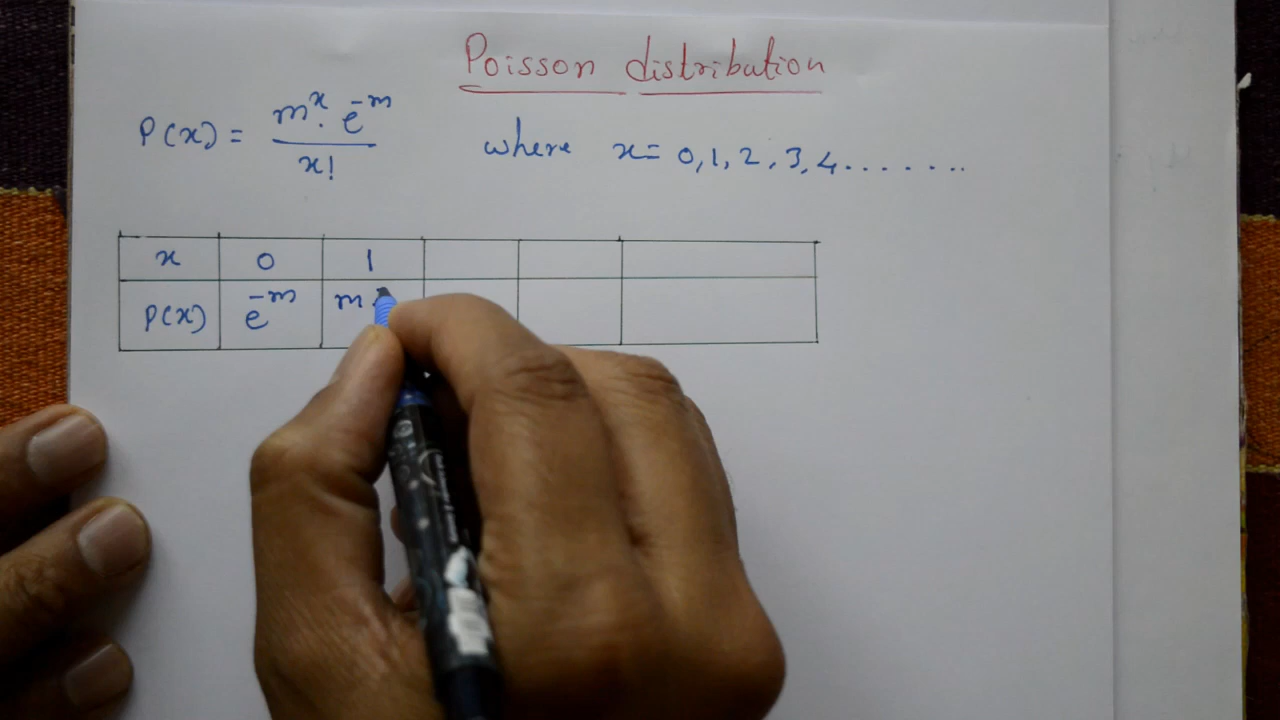 Poisson distribution
P(x) = m^x · e^-m / x! where x = 0, 1, 2, 3, 4 . . . . . . .
x 0 1
P(x) e^-m m